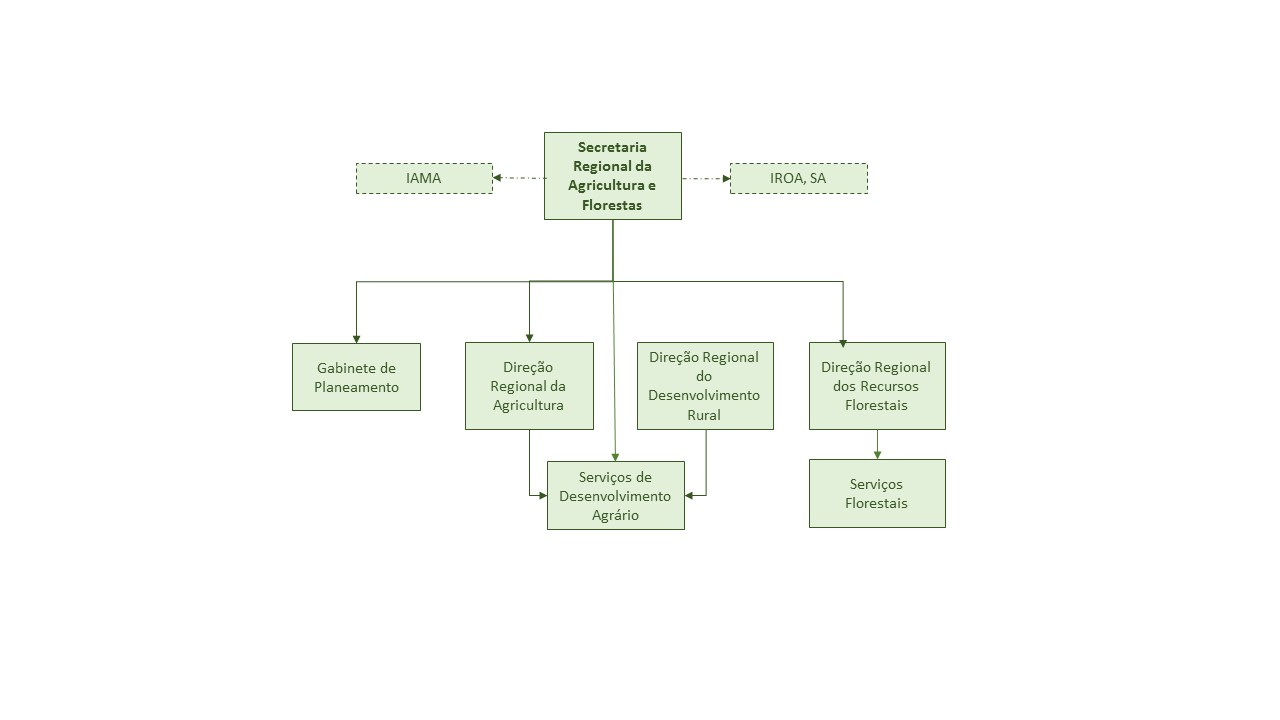 Secretaria
Regional da
Agricultura e
Florestas
IAMA
IROA, SA
Gabinete de
Planeamento
Direção
Regional da
Agricultura
Direção Regional
do
Desenvolvimento
Rural
Direção Regional
dos Recursos
Florestais
Serviços de
Desenvolvimento
Agrário
Serviços
Florestais